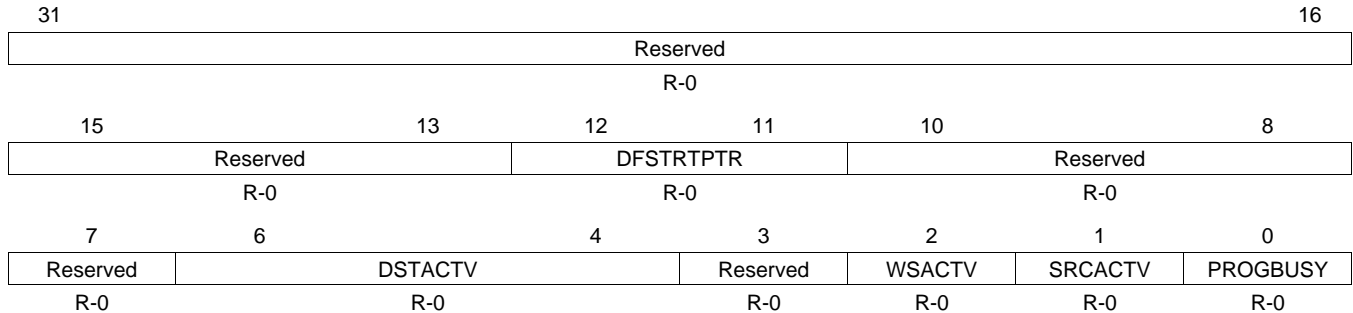 31 16
Reserved
R-0
15 13 12 11 10 8
Reserved DFSTRTPTR Reserved
R-0 R-0 R-0
7 6 4 3 2 1 0
Reserved DSTACTV Reserved WSACTV SRCACTV PROGBUSY
R-0 R-0 R-0 R-0 R-0 R-0